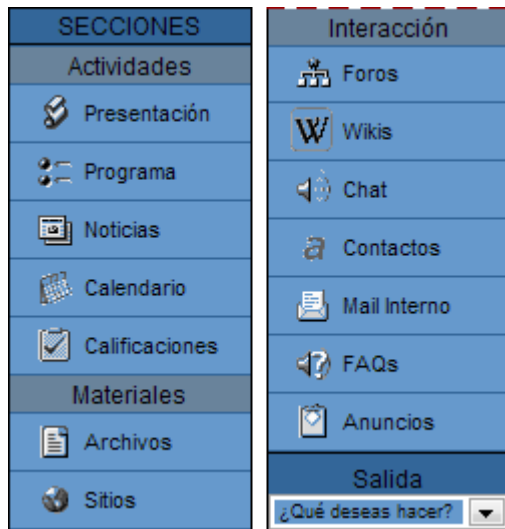 SECCIONES
Actividades
Presentación
Programa
Noticias
Calendario
Calificaciones
Materiales
Archivos
Sitios
Interacción
Foros
W Wikis
Chat
a Contactos
Mail Interno
FAQs
Anuncios
Salida
¿Qué deseas hacer?